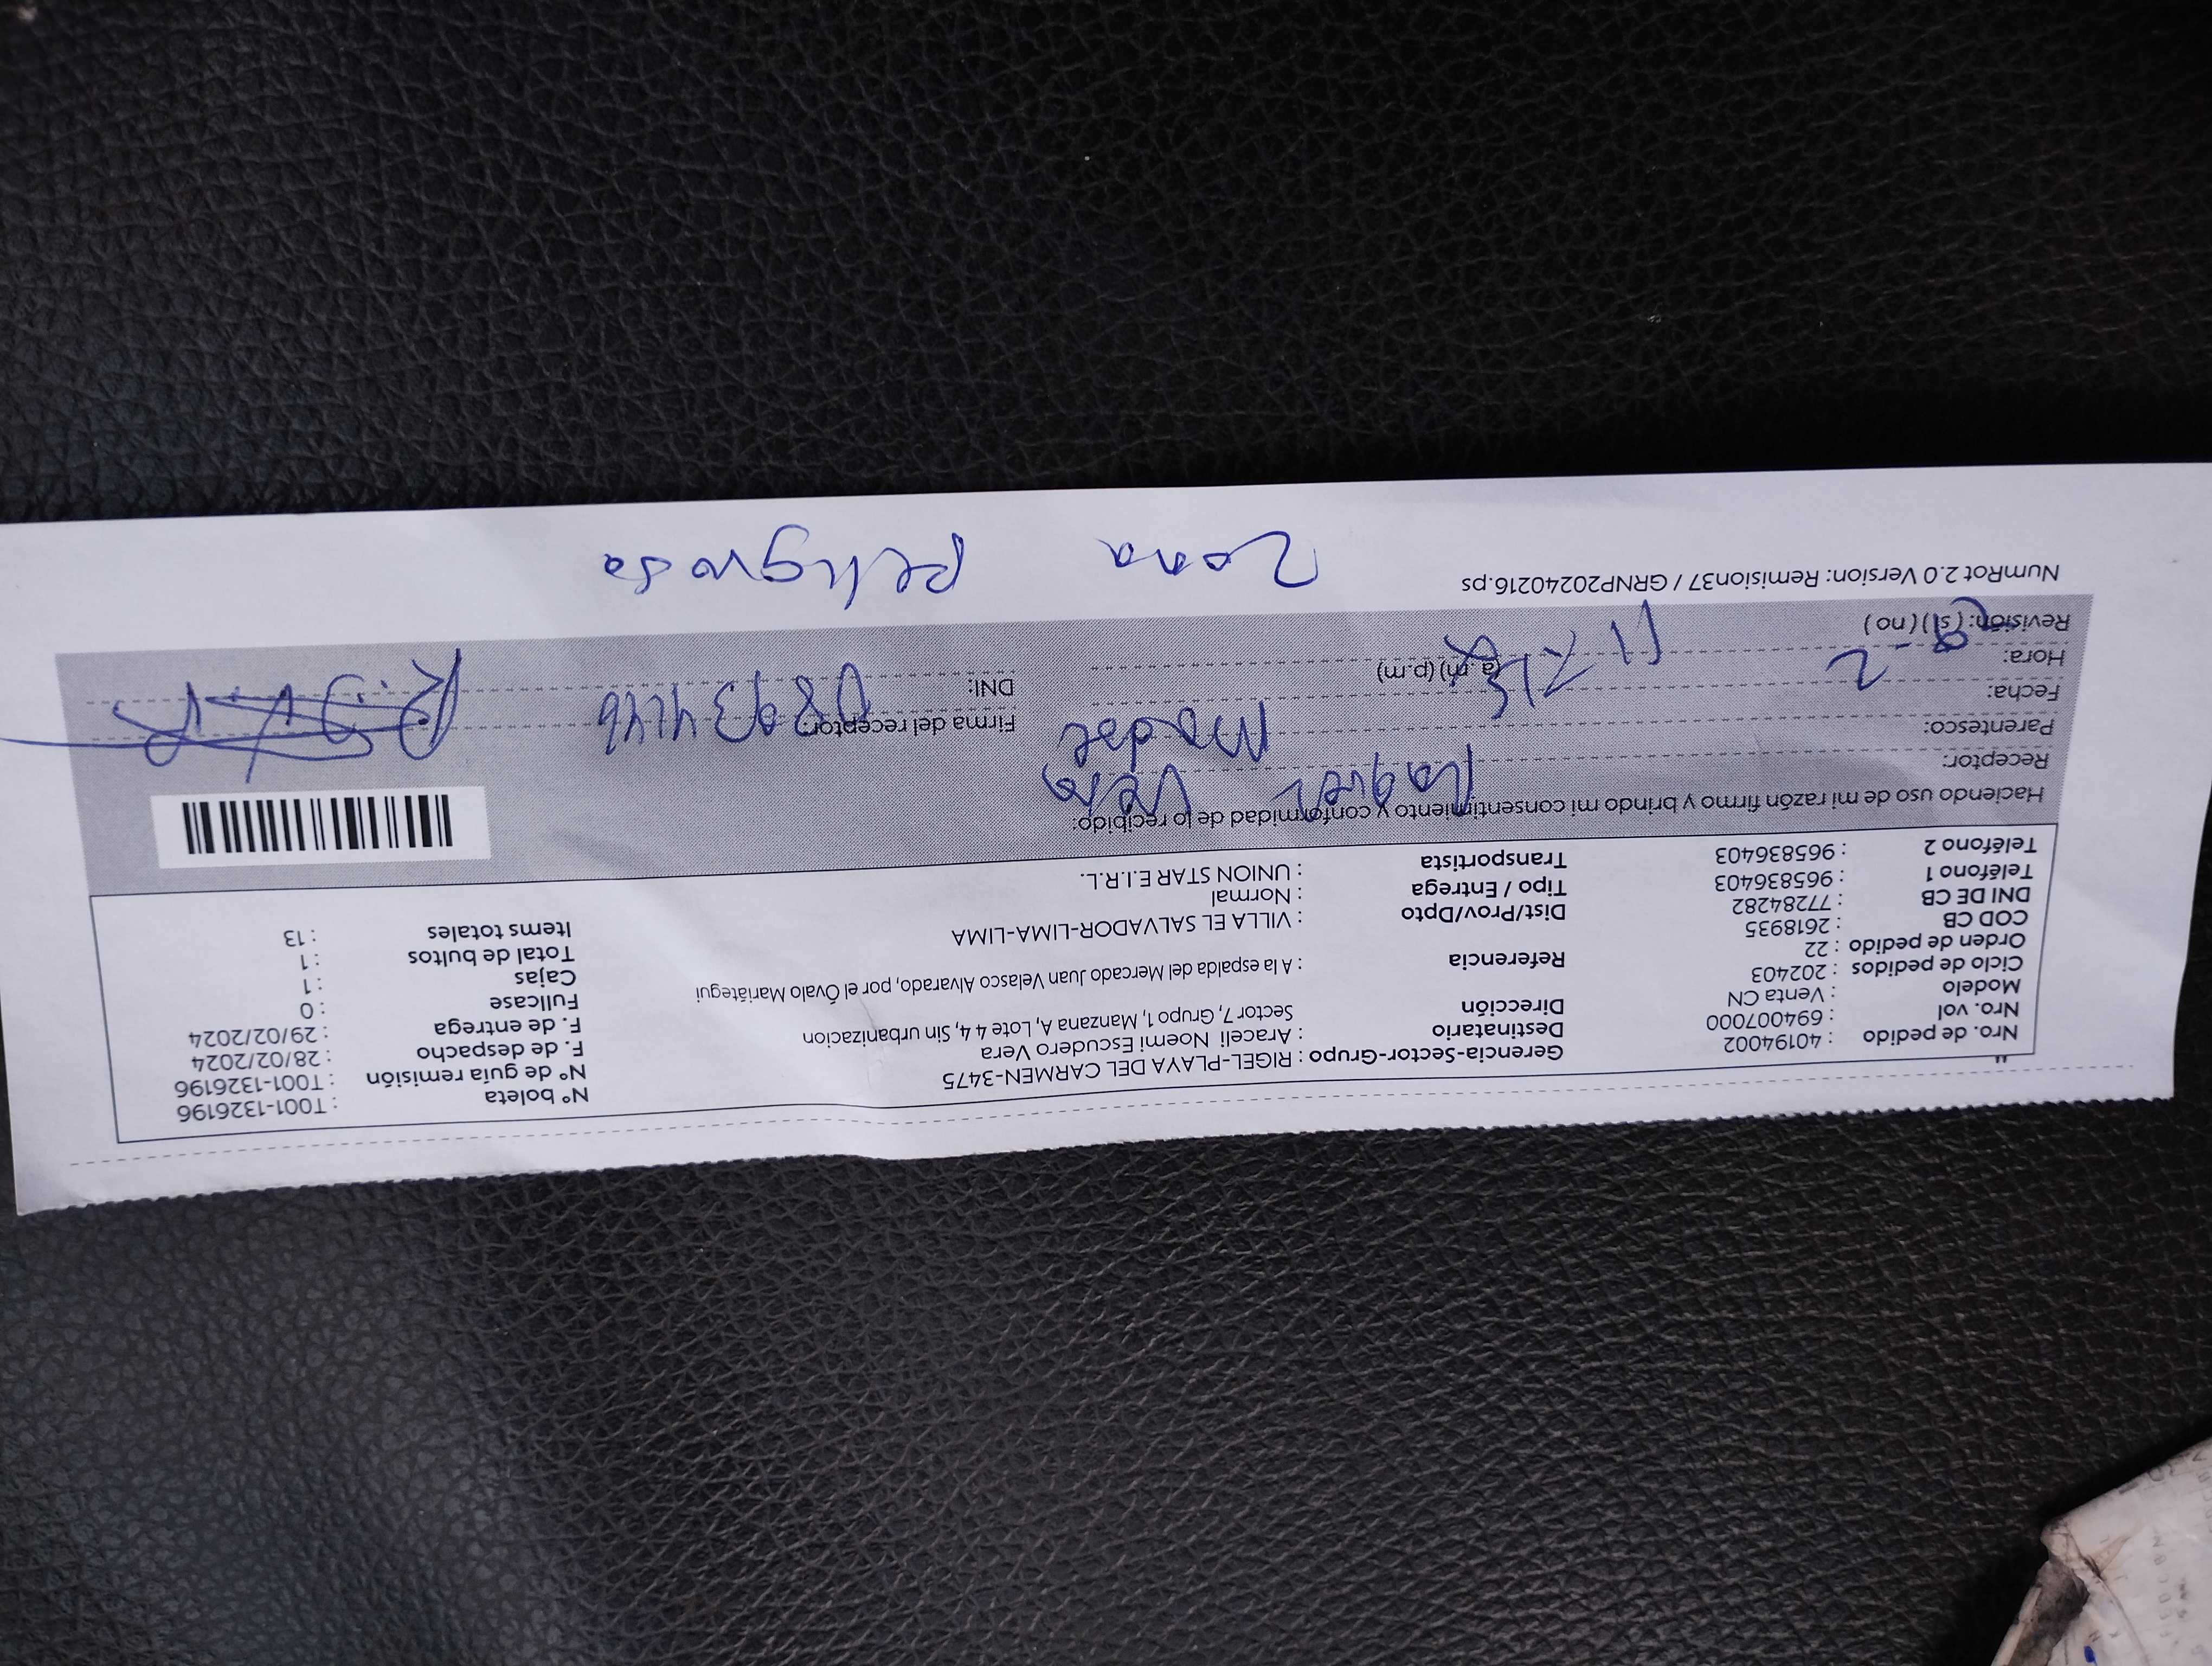 Nro. de pedido : 40194002
Nro. vol : 694007000
Modelo : Venta CN
Ciclo de pedidos : 202403
Orden de pedido : 22
COD CB : 2618935
DNI DE CB : 77284282
Teléfono 1 : 965836403
Teléfono 2 : 965836403
Gerencia-Sector-Grupo : RIGEL-PLAYA DEL CARMEN-3475
Destinatario : Araceli Noemi Escudero Vera
Dirección Sector 7, Grupo 1, Manzana A, Lote 4 4, Sin urbanizacion
Referencia : A la espalda del Mercado Juan Velasco Alvarado, por el Óvalo Mariátegui
Dist/Prov/Dpto : VILLA EL SALVADOR-LIMA-LIMA
Tipo / Entrega : Normal
Transportista : UNION STAR E.I.R.L.
N° boleta : T001-1326196
N° de guía remisión : T001-1326196
F. de despacho : 28/02/2024
F. de entrega : 29/02/2024
Fullcase : 0
Cajas : 1
Total de bultos : 1
Items totales : 13
Haciendo uso de mi razón firmo y brindo mi consentimiento y conformidad de lo recibido:
Receptor: Raquel Vera
Parentesco: Madre
Fecha:
Hora: (a.m) (p.m)
Revisión: (si) (no)
Firma del receptor:
DNI: 08934446
NumRot 2.0 Version: Remision37 / GRNP20240216.ps
Zona peligrosa